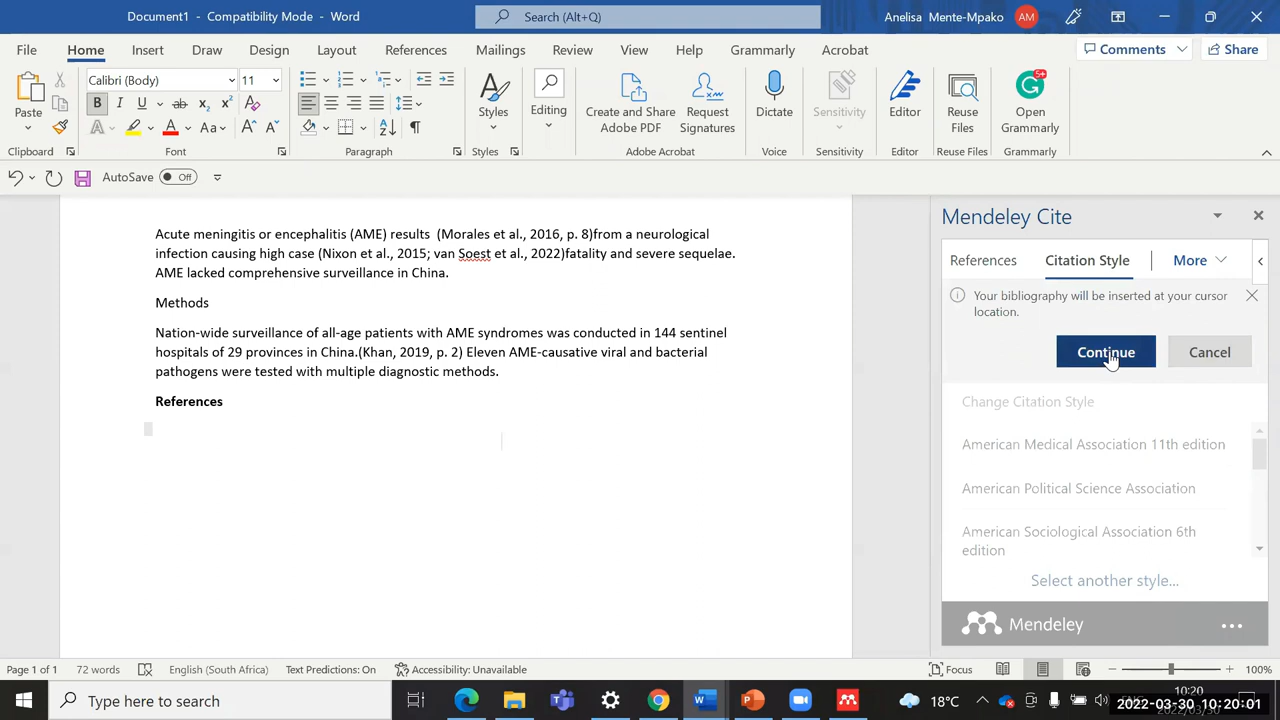 Document1 - Compatibility Mode - Word
Search (Alt+Q)
Anelisa Mente-Mpako
AM
File Home Insert Draw Design Layout References Mailings Review View Help Grammarly Acrobat
Comments
Share
Calibri (Body) 11
Paste
Styles
Editing
Create and Share
Adobe PDF
Request
Signatures
Dictate
Sensitivity
Editor
Reuse
Files
5+
Open
Grammarly
Clipboard Font Paragraph Styles Adobe Acrobat Voice Sensitivity Editor Reuse Files Grammarly
AutoSave Off
Acute meningitis or encephalitis (AME) results (Morales et al., 2016, p. 8)from a neurological
infection causing high case (Nixon et al., 2015; van Soest et al., 2022)fatality and severe sequelae.
AME lacked comprehensive surveillance in China.
Methods
Nation-wide surveillance of all-age patients with AME syndromes was conducted in 144 sentinel
hospitals of 29 provinces in China.(Khan, 2019, p. 2) Eleven AME-causative viral and bacterial
pathogens were tested with multiple diagnostic methods.
References
Mendeley Cite
References Citation Style More
Your bibliography will be inserted at your cursor
location.
Continue Cancel
Change Citation Style
American Medical Association 11th edition
American Political Science Association
American Sociological Association 6th
edition
Select another style...
Mendeley
Page 1 of 1 72 words English (South Africa) Text Predictions: On Accessibility: Unavailable Focus 100%
Type here to search
18°C
10:20
2022-03-30 10:20:01